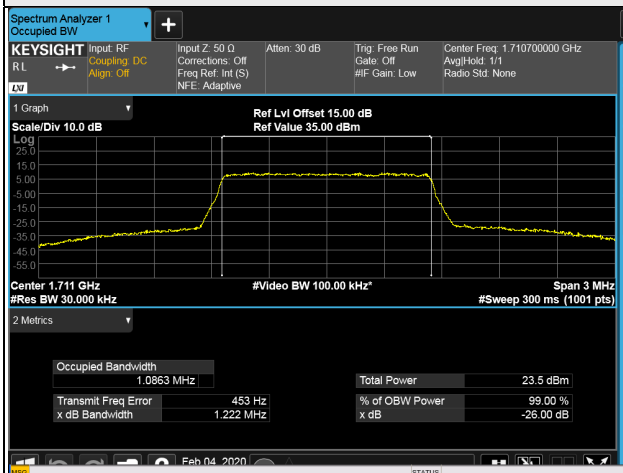 Spectrum Analyzer 1
Occupied BW
KEYSIGHT Input: RF Input Z: 50 Ω Atten: 30 dB Trig: Free Run Center Freq: 1.710700000 GHz
RL Coupling: DC Corrections: Off Gate: Off Avg|Hold: 1/1
Align: Off Freq Ref: Int (S) #IF Gain: Low Radio Std: None
LXI NFE: Adaptive
1 Graph
Ref Lvl Offset 15.00 dB
Scale/Div 10.0 dB Ref Value 35.00 dBm
Log
25.0
15.0
5.00
-5.00
-15.0
-25.0
-35.0
-45.0
-55.0
Center 1.711 GHz #Video BW 100.00 kHz* Span 3 MHz
#Res BW 30.000 kHz #Sweep 300 ms (1001 pts)
2 Metrics
Occupied Bandwidth
1.0863 MHz Total Power 23.5 dBm
Transmit Freq Error 453 Hz % of OBW Power 99.00 %
x dB Bandwidth 1.222 MHz x dB -26.00 dB
Feb 04, 2020
MSG STATUS